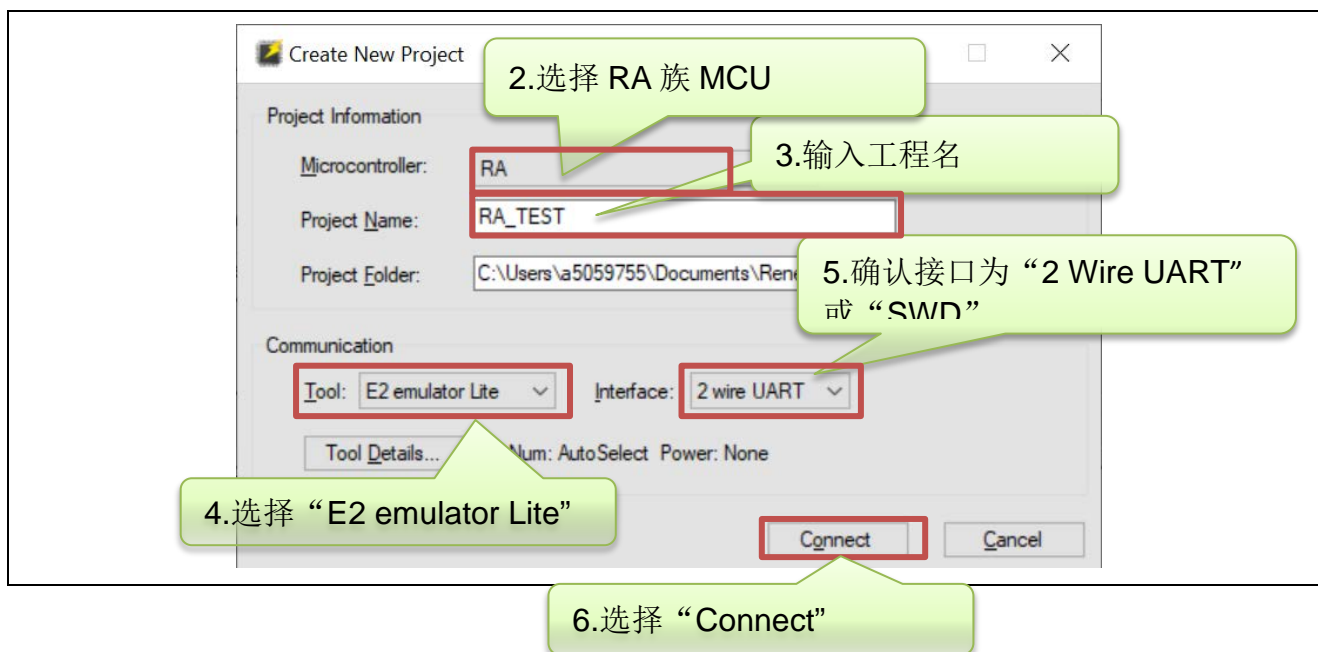 Create New Project
2.选择 RA 族 MCU
Project Information
3.输入工程名
Microcontroller:
RA
Project Name:
RA_TEST
Project Folder:
C:\Users\a5059755\Documents\Rene
5.确认接口为“2 Wire UART”
或“SWD”
Communication
Tool:
E2 emulator Lite
Interface:
2 wire UART
Tool Details...
Num: AutoSelect Power: None
4.选择“E2 emulator Lite”
Connect
Cancel
6.选择“Connect”